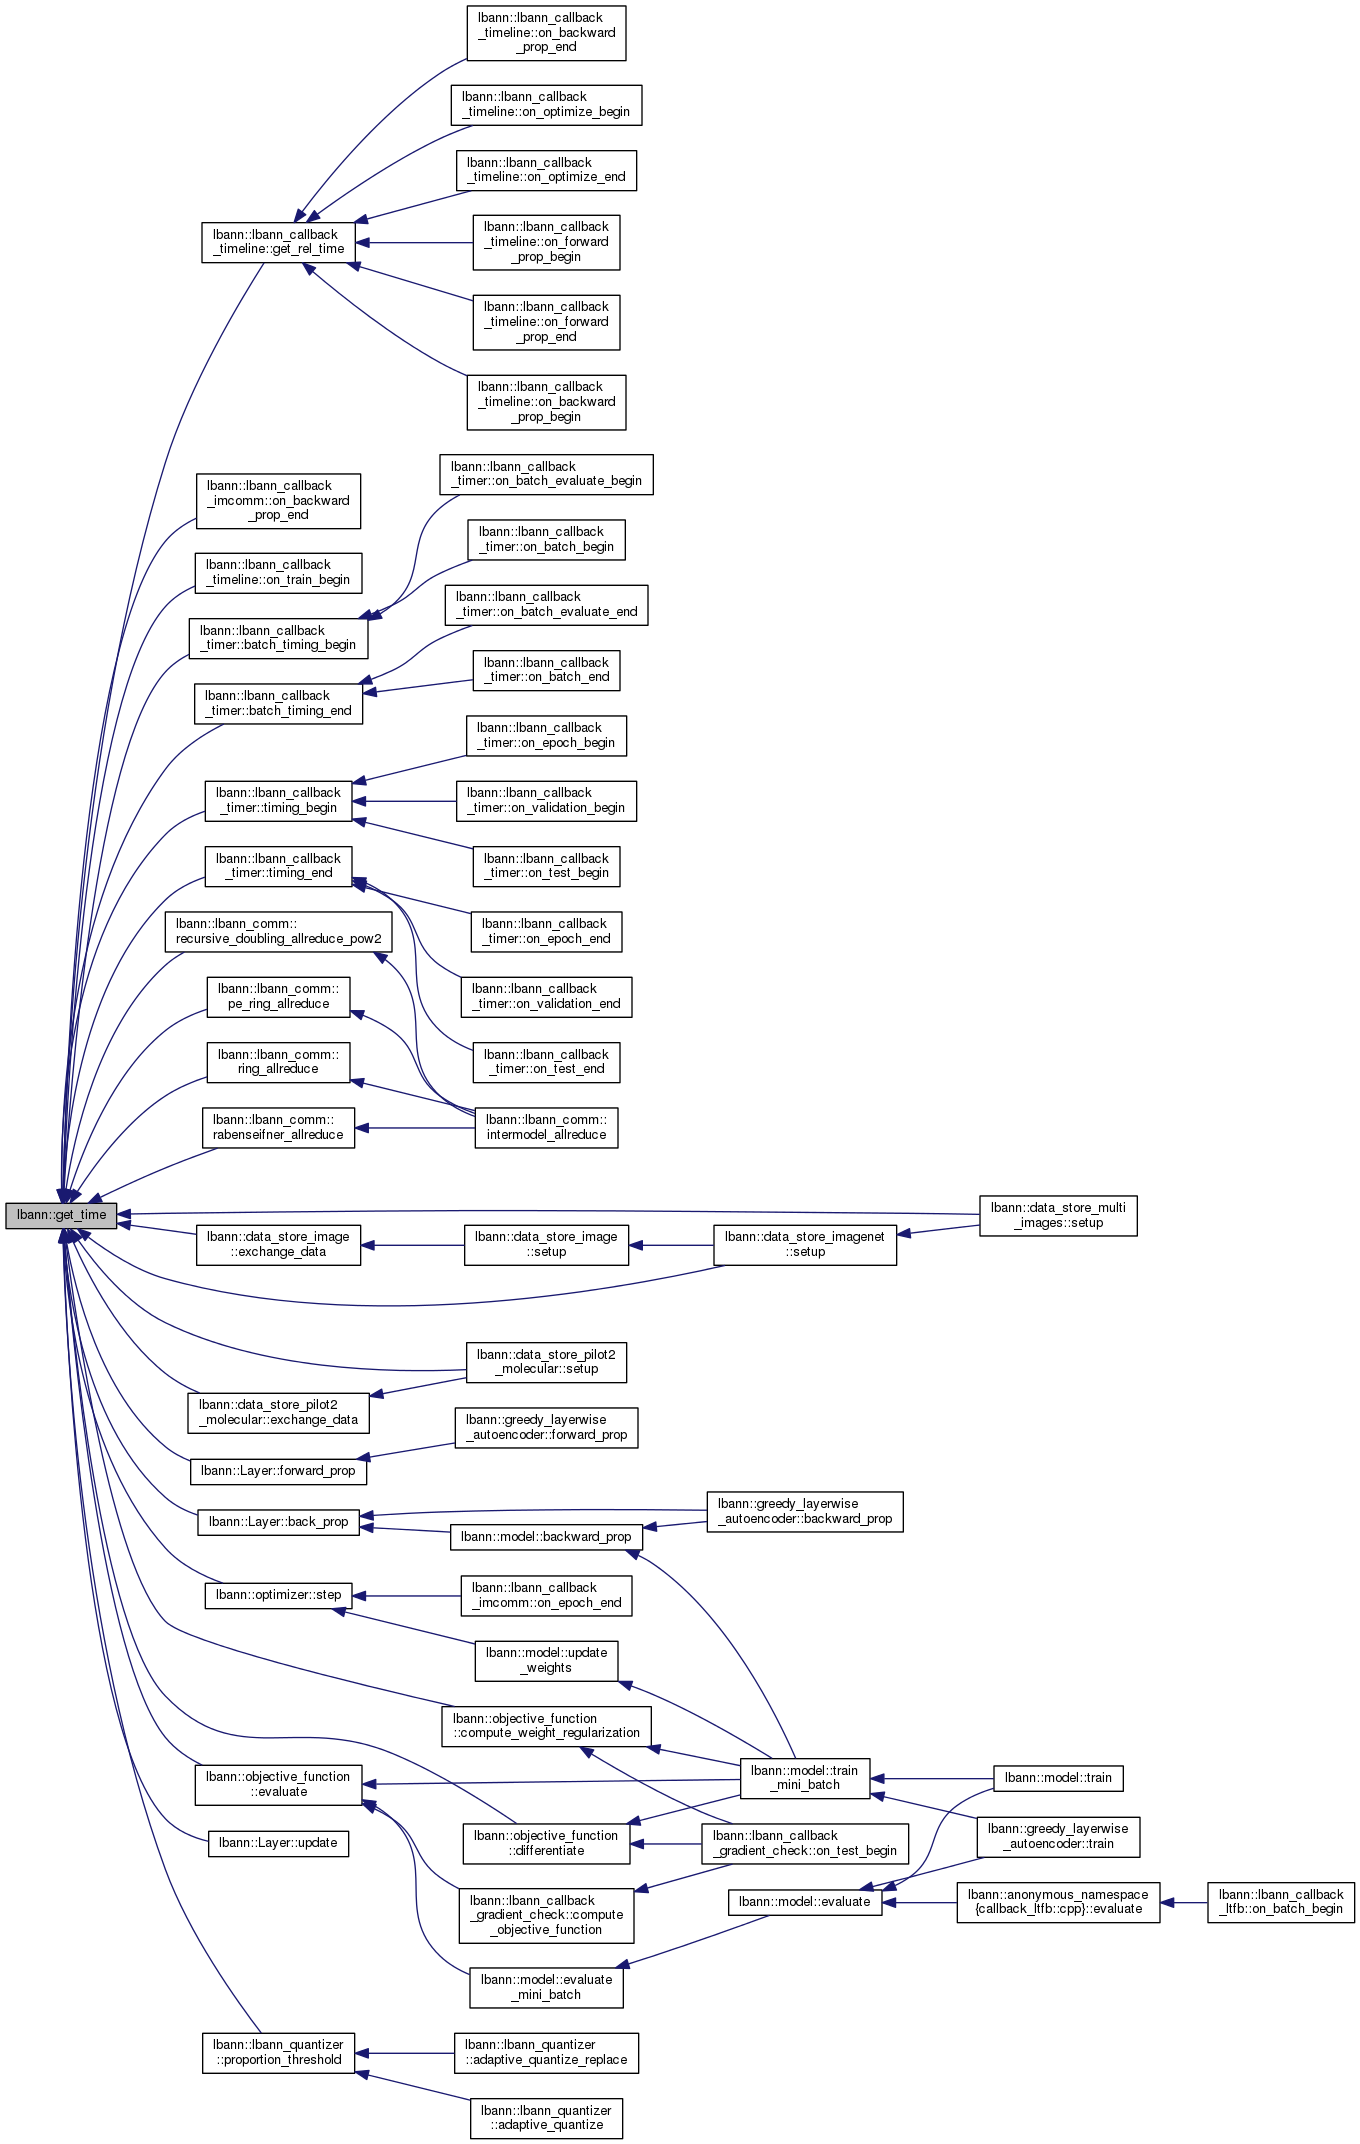 lbann::lbann_callback
_timeline::on_backward
_prop_end
lbann::lbann_callback
_timeline::on_optimize_begin
lbann::lbann_callback
_timeline::on_optimize_end
lbann::lbann_callback
_timeline::get_rel_time
lbann::lbann_callback
_timeline::on_forward
_prop_begin
lbann::lbann_callback
_timeline::on_forward
_prop_end
lbann::lbann_callback
_timeline::on_backward
_prop_begin
lbann::lbann_callback
_imcomm::on_backward
_prop_end
lbann::lbann_callback
_timer::on_batch_evaluate_begin
lbann::lbann_callback
_timer::on_batch_begin
lbann::lbann_callback
_timeline::on_train_begin
lbann::lbann_callback
_timer::on_batch_evaluate_end
lbann::lbann_callback
_timer::batch_timing_begin
lbann::lbann_callback
_timer::on_batch_end
lbann::lbann_callback
_timer::batch_timing_end
lbann::lbann_callback
_timer::on_epoch_begin
lbann::lbann_callback
_timer::timing_begin
lbann::lbann_callback
_timer::on_validation_begin
lbann::lbann_callback
_timer::timing_end
lbann::lbann_callback
_timer::on_test_begin
lbann::lbann_comm::
recursive_doubling_allreduce_pow2
lbann::lbann_callback
_timer::on_epoch_end
lbann::lbann_comm::
pe_ring_allreduce
lbann::lbann_callback
_timer::on_validation_end
lbann::lbann_comm::
ring_allreduce
lbann::lbann_callback
_timer::on_test_end
lbann::lbann_comm::
rabenseifner_allreduce
lbann::lbann_comm::
intermodel_allreduce
lbann::get_time
lbann::data_store_multi
_images::setup
lbann::data_store_image
::exchange_data
lbann::data_store_image
::setup
lbann::data_store_imagenet
::setup
lbann::data_store_pilot2
_molecular::setup
lbann::data_store_pilot2
_molecular::exchange_data
lbann::greedy_layerwise
_autoencoder::forward_prop
lbann::Layer::forward_prop
lbann::greedy_layerwise
_autoencoder::backward_prop
lbann::Layer::back_prop
lbann::model::backward_prop
lbann::optimizer::step
lbann::lbann_callback
_imcomm::on_epoch_end
lbann::model::update
_weights
lbann::objective_function
::compute_weight_regularization
lbann::objective_function
::evaluate
lbann::model::train
_mini_batch
lbann::model::train
lbann::Layer::update
lbann::objective_function
::differentiate
lbann::lbann_callback
_gradient_check::on_test_begin
lbann::greedy_layerwise
_autoencoder::train
lbann::lbann_callback
_gradient_check::compute
_objective_function
lbann::model::evaluate
lbann::anonymous_namespace
{callback_ltfb::cpp}::evaluate
lbann::lbann_callback
_ltfb::on_batch_begin
lbann::model::evaluate
_mini_batch
lbann::lbann_quantizer
::proportion_threshold
lbann::lbann_quantizer
::adaptive_quantize_replace
lbann::lbann_quantizer
::adaptive_quantize